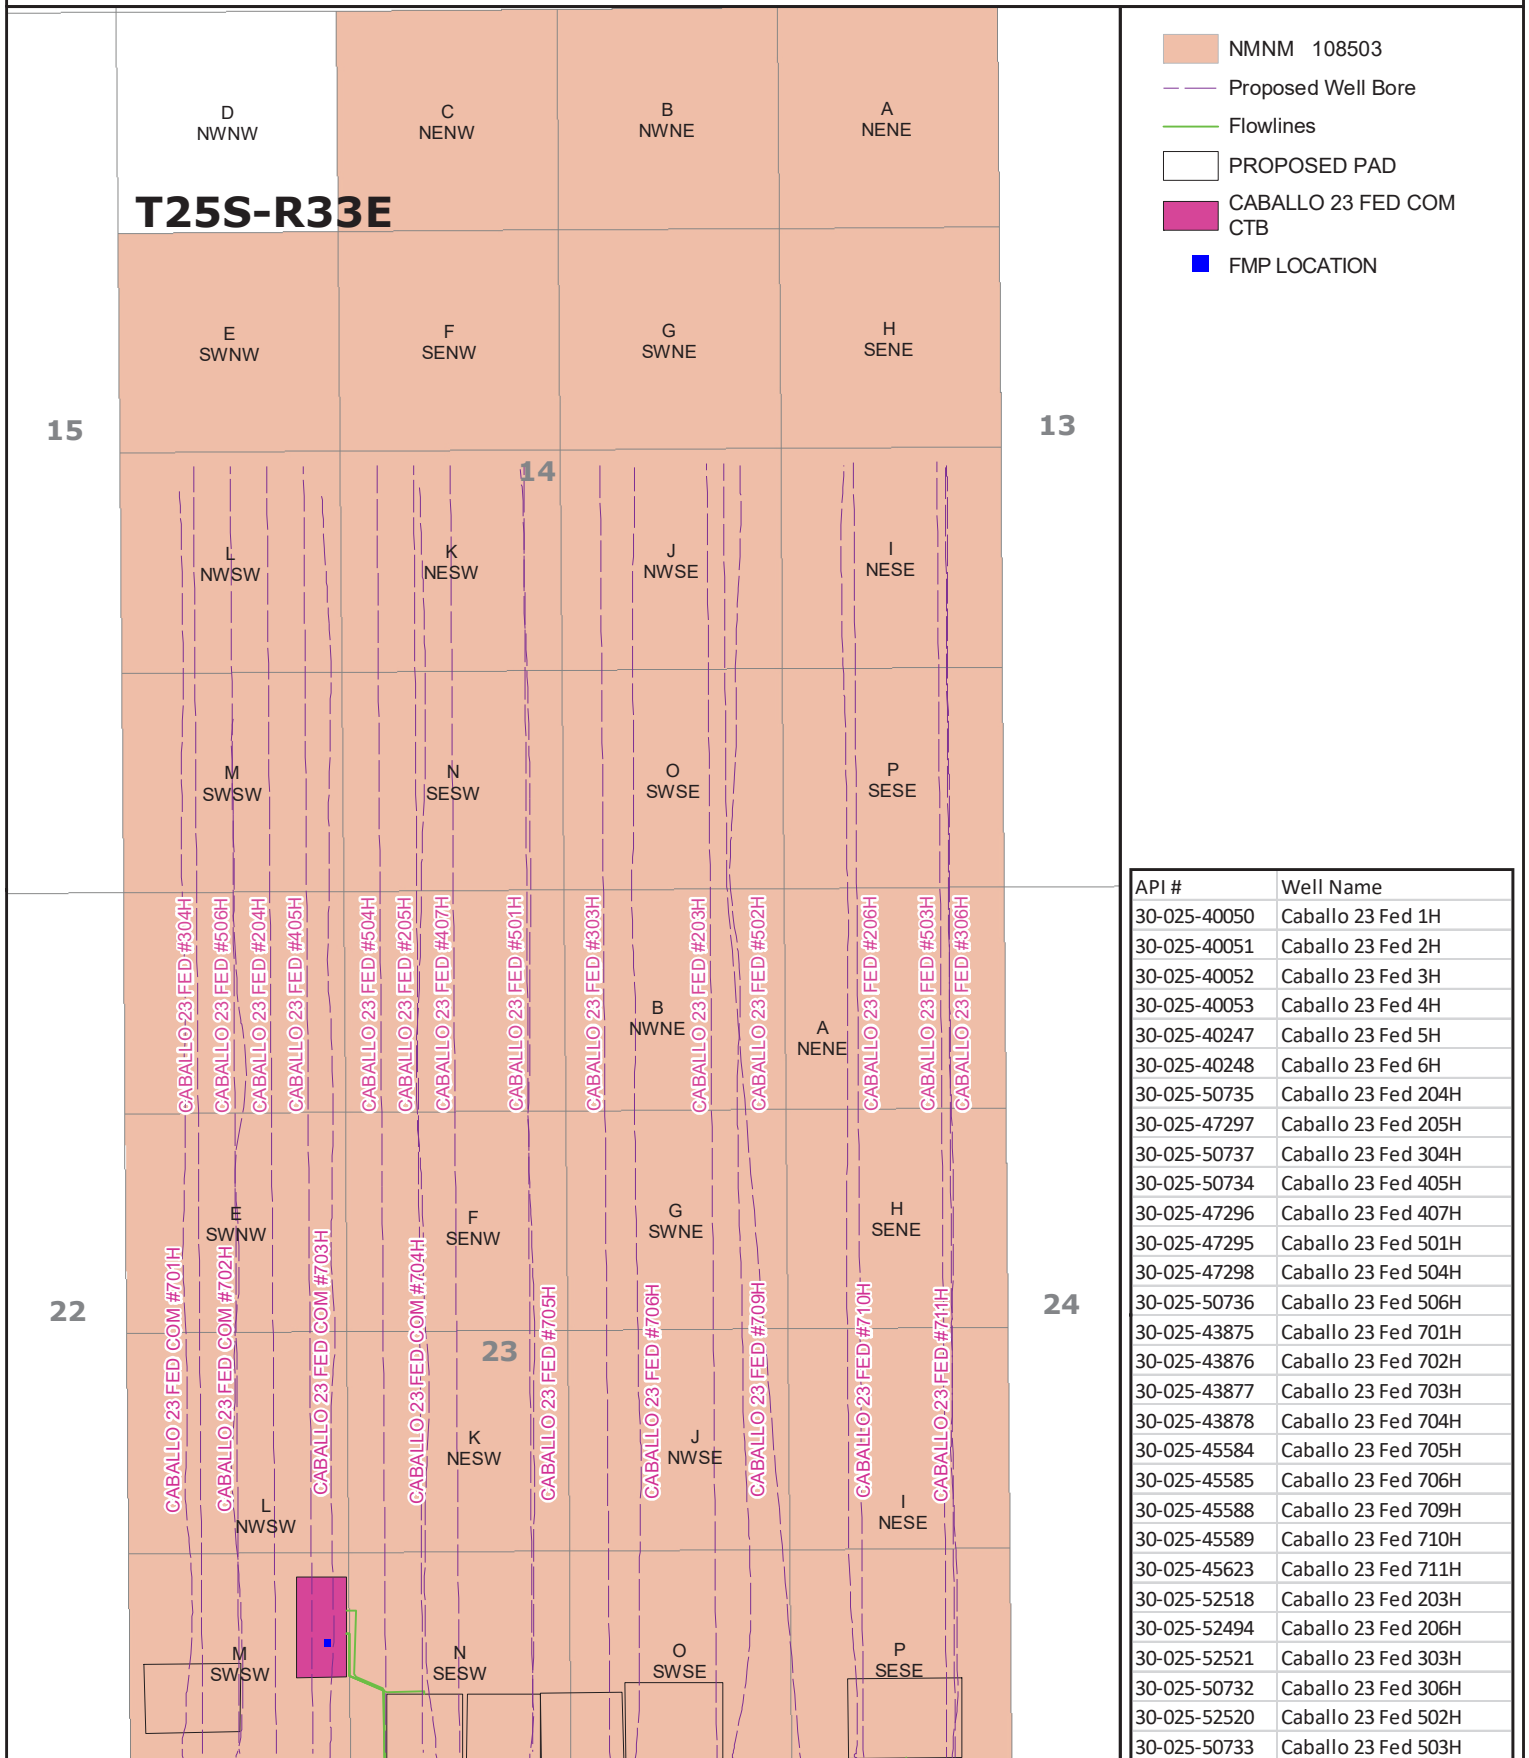 D
NWNW
C
NENW
B
NWNE
A
NENE
T25S-R33E
E
SWNW
F
SENW
G
SWNE
H
SENE
15
13
14
L
NWSW
K
NESW
J
NWSE
I
NESE
M
SWSW
N
SESW
O
SWSE
P
SESE
CABALLO 23 FED #304H
CABALLO 23 FED #506H
CABALLO 23 FED #204H
CABALLO 23 FED #405H
CABALLO 23 FED #504H
CABALLO 23 FED #205H
CABALLO 23 FED #407H
CABALLO 23 FED #501H
CABALLO 23 FED #303H
CABALLO 23 FED #203H
CABALLO 23 FED #502H
CABALLO 23 FED #206H
CABALLO 23 FED #503H
CABALLO 23 FED #306H
B
NWNE
A
NENE
E
SWNW
F
SENW
G
SWNE
H
SENE
22
24
23
CABALLO 23 FED COM #701H
CABALLO 23 FED COM #702H
CABALLO 23 FED COM #703H
CABALLO 23 FED COM #704H
CABALLO 23 FED #705H
CABALLO 23 FED #706H
CABALLO 23 FED #709H
CABALLO 23 FED #710H
CABALLO 23 FED #711H
K
NESW
J
NWSE
L
NWSW
I
NESE
M
SWSW
N
SESW
O
SWSE
P
SESE
NMNM 108503
Proposed Well Bore
Flowlines
PROPOSED PAD
CABALLO 23 FED COM
CTB
FMP LOCATION
API # Well Name
30-025-40050 Caballo 23 Fed 1H
30-025-40051 Caballo 23 Fed 2H
30-025-40052 Caballo 23 Fed 3H
30-025-40053 Caballo 23 Fed 4H
30-025-40247 Caballo 23 Fed 5H
30-025-40248 Caballo 23 Fed 6H
30-025-50735 Caballo 23 Fed 204H
30-025-47297 Caballo 23 Fed 205H
30-025-50737 Caballo 23 Fed 304H
30-025-50734 Caballo 23 Fed 405H
30-025-47296 Caballo 23 Fed 407H
30-025-47295 Caballo 23 Fed 501H
30-025-47298 Caballo 23 Fed 504H
30-025-50736 Caballo 23 Fed 506H
30-025-43875 Caballo 23 Fed 701H
30-025-43876 Caballo 23 Fed 702H
30-025-43877 Caballo 23 Fed 703H
30-025-43878 Caballo 23 Fed 704H
30-025-45584 Caballo 23 Fed 705H
30-025-45585 Caballo 23 Fed 706H
30-025-45588 Caballo 23 Fed 709H
30-025-45589 Caballo 23 Fed 710H
30-025-45623 Caballo 23 Fed 711H
30-025-52518 Caballo 23 Fed 203H
30-025-52494 Caballo 23 Fed 206H
30-025-52521 Caballo 23 Fed 303H
30-025-50732 Caballo 23 Fed 306H
30-025-52520 Caballo 23 Fed 502H
30-025-50733 Caballo 23 Fed 503H